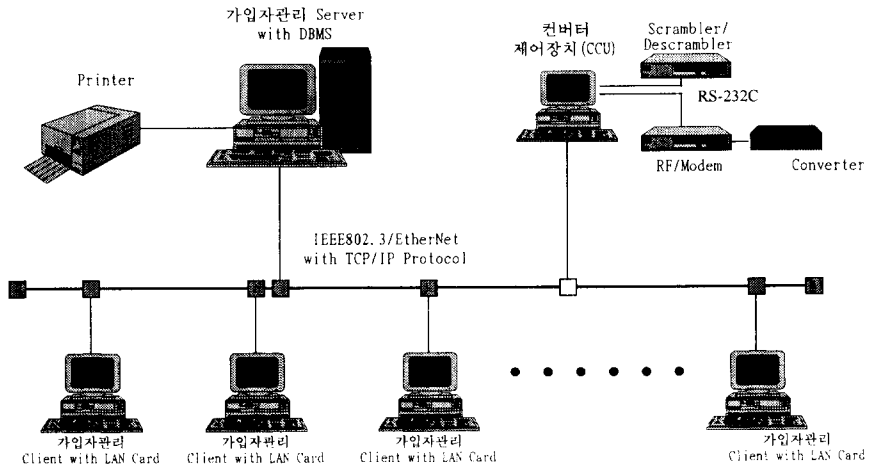 가입자관리 Server
with DBMS
Printer
컨버터
제어장치(CCU)
Scrambler/
Descrambler
RS-232C
RF/Modem
Converter
IEEE802.3/EtherNet
with TCP/IP Protocol
가입자관리
Client with LAN Card
가입자관리
Client with LAN Card
가입자관리
Client with LAN Card
가입자관리
Client with LAN Card